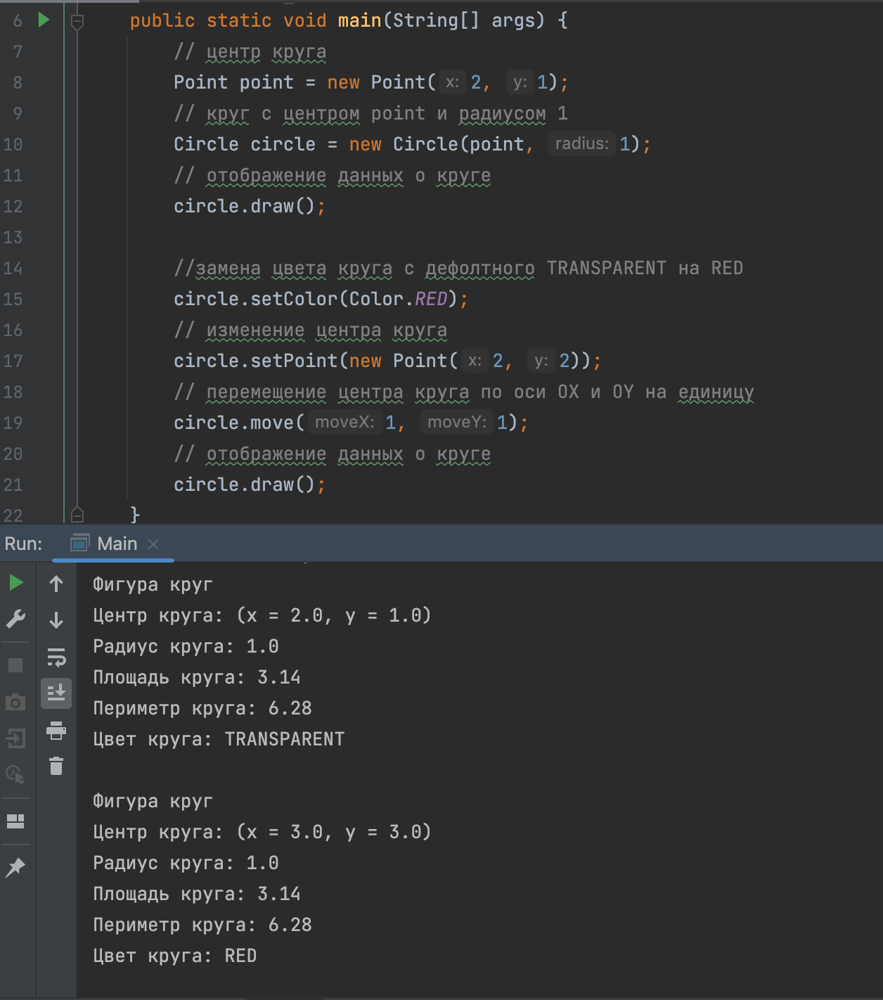 6 public static void main(String[] args) {
7 // центр круга
8 Point point = new Point( x: 2, y: 1);
9 // круг с центром point и радиусом 1
10 Circle circle = new Circle(point, radius: 1);
11 // отображение данных о круге
12 circle.draw();
13
14 //замена цвета круга с дефолтного TRANSPARENT на RED
15 circle.setColor(Color.RED);
16 // изменение центра круга
17 circle.setPoint(new Point( x: 2, y: 2));
18 // перемещение центра круга по оси OX и OY на единицу
19 circle.move( moveX: 1, moveY: 1);
20 // отображение данных о круге
21 circle.draw();
22 }
Run: Main
Фигура круг
Центр круга: (x = 2.0, y = 1.0)
Радиус круга: 1.0
Площадь круга: 3.14
Периметр круга: 6.28
Цвет круга: TRANSPARENT
Фигура круг
Центр круга: (x = 3.0, y = 3.0)
Радиус круга: 1.0
Площадь круга: 3.14
Периметр круга: 6.28
Цвет круга: RED